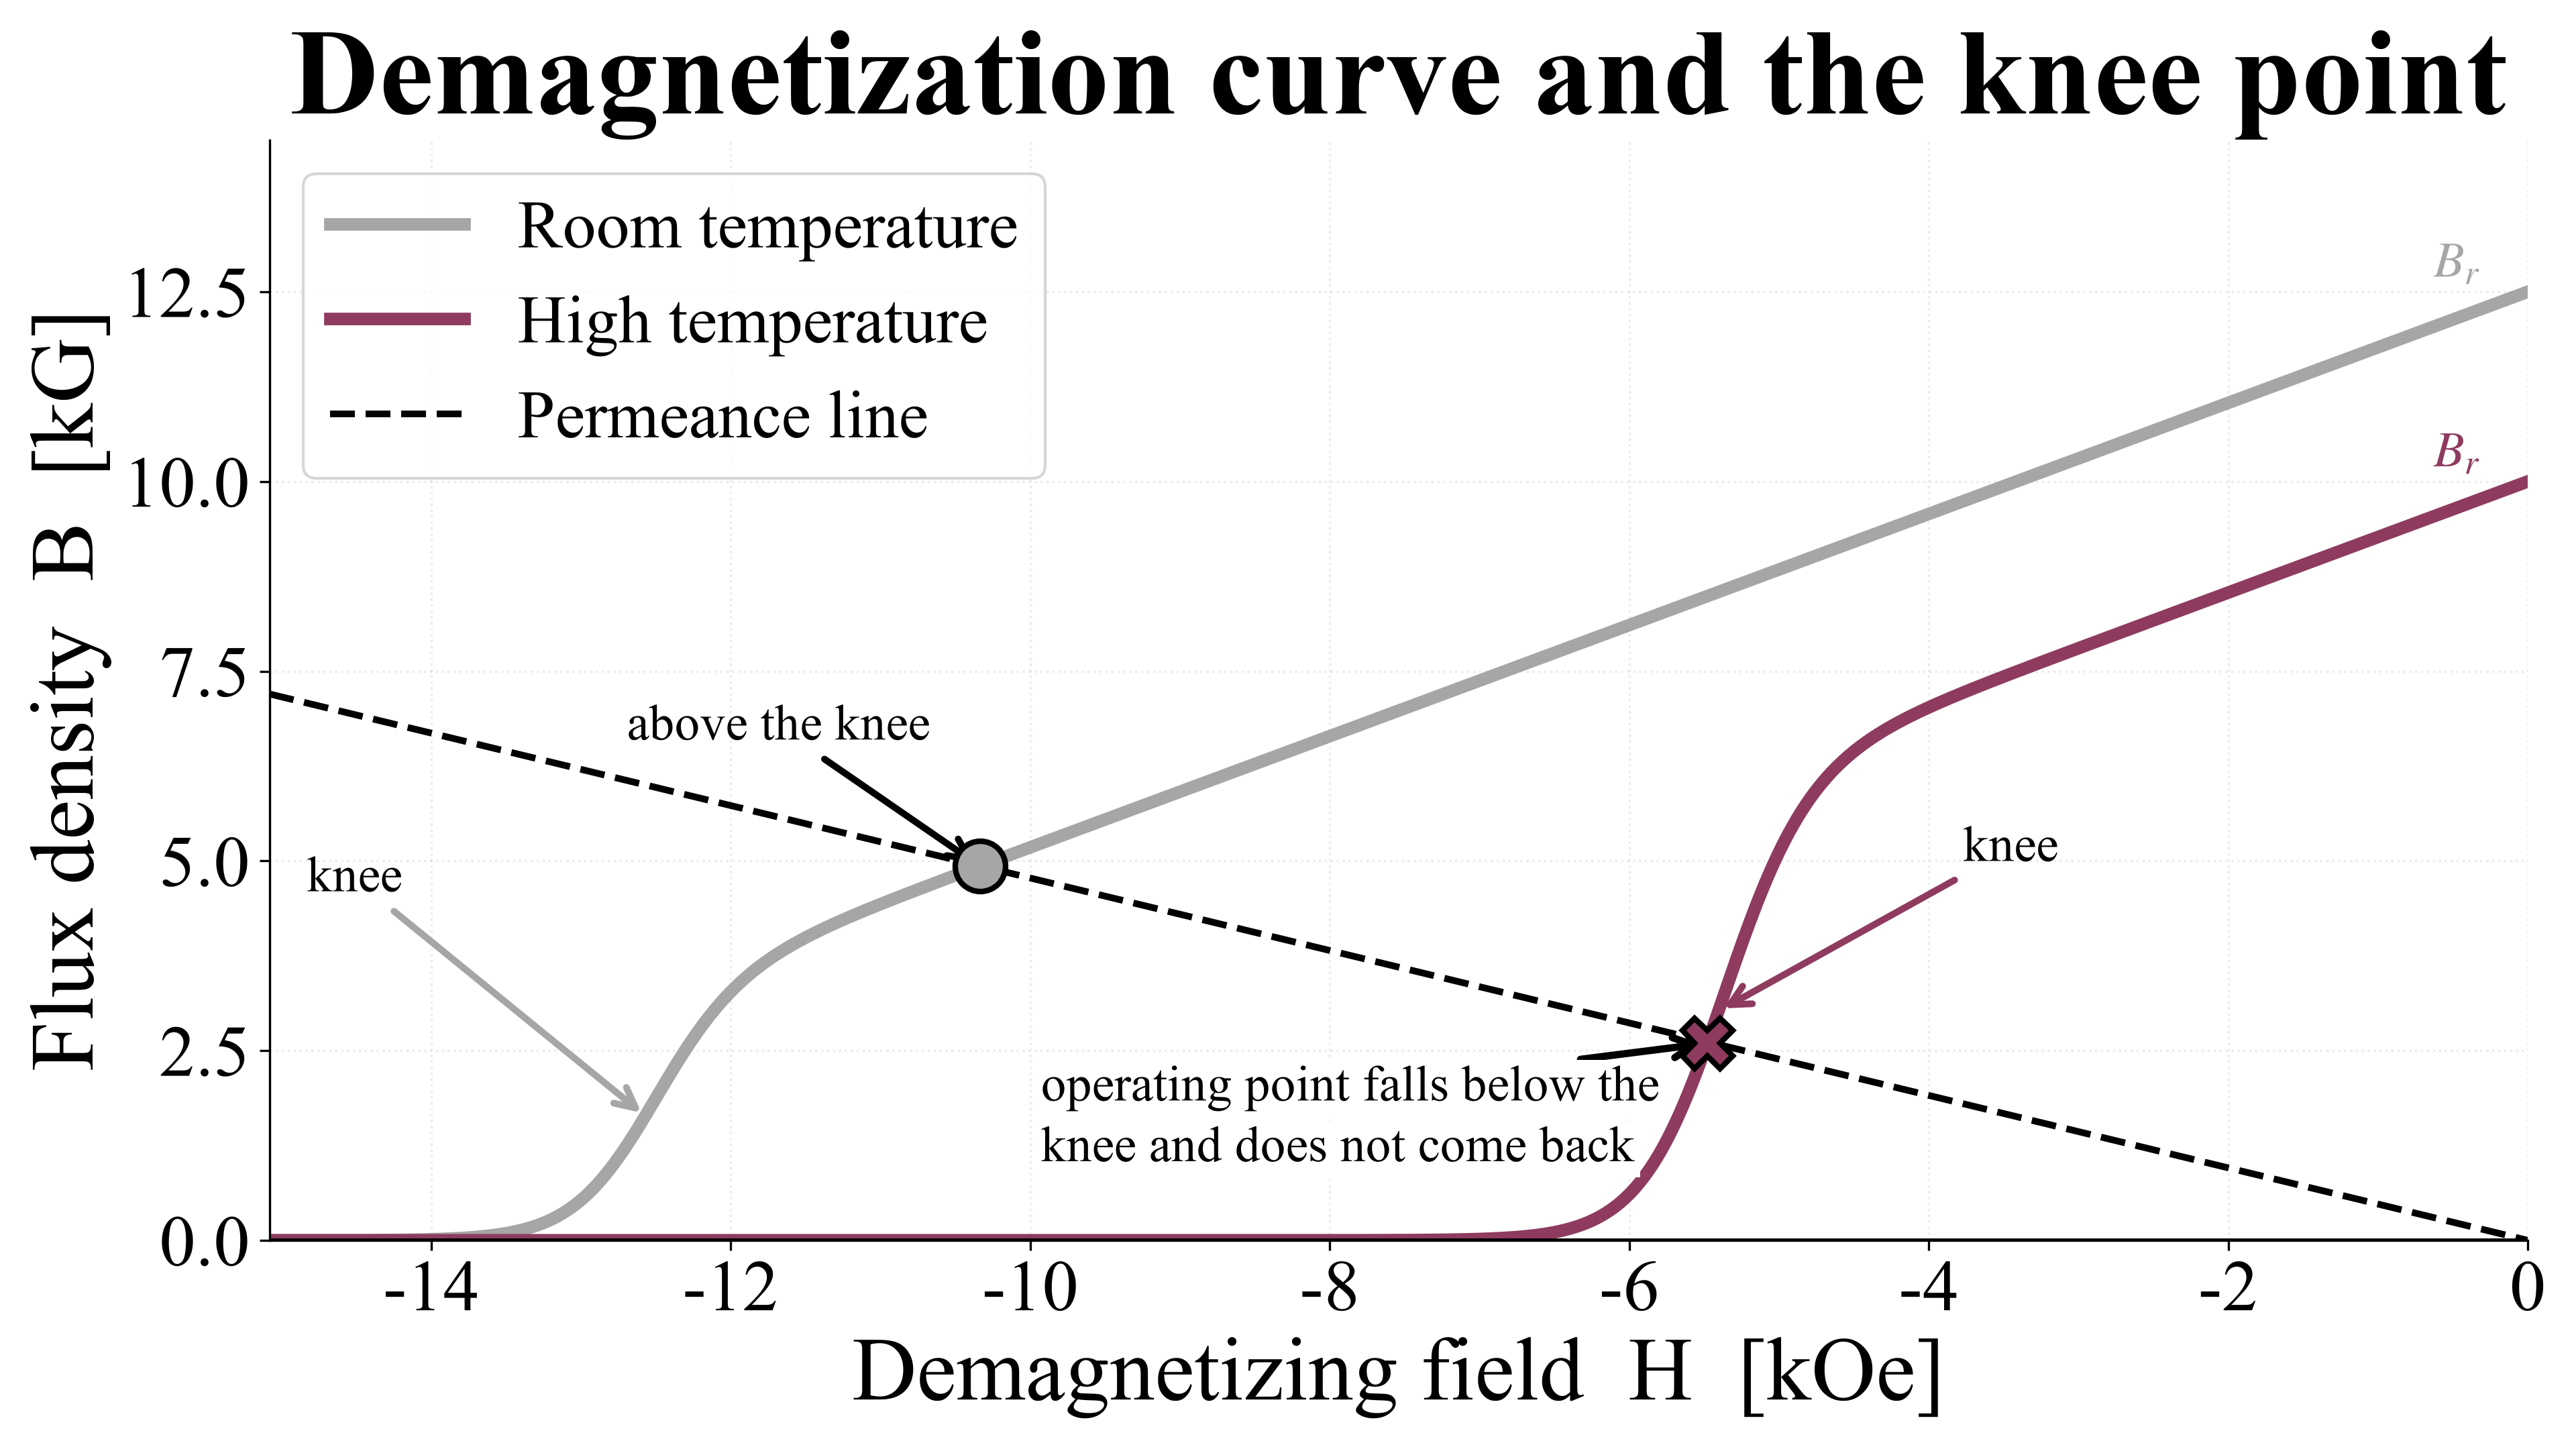 Demagnetization curve and the knee point
Room temperature
High temperature
Permeance line
B_r
B_r
above the knee
knee
knee
operating point falls below the
knee and does not come back
Flux density B [kG]
12.5
10.0
7.5
5.0
2.5
0.0
-14 -12 -10 -8 -6 -4 -2 0
Demagnetizing field H [kOe]